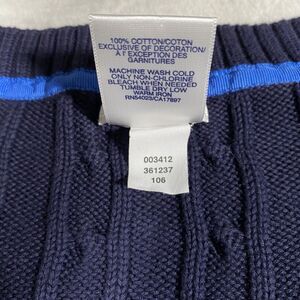 100% COTTON/COTON
EXCLUSIVE OF DECORATION/
A L'EXCEPTION DES
GARNITURES
MACHINE WASH COLD
ONLY NON-CHLORINE
BLEACH WHEN NEEDED
TUMBLE DRY LOW
WARM IRON
RN54023/CA17897
003412
361237
106